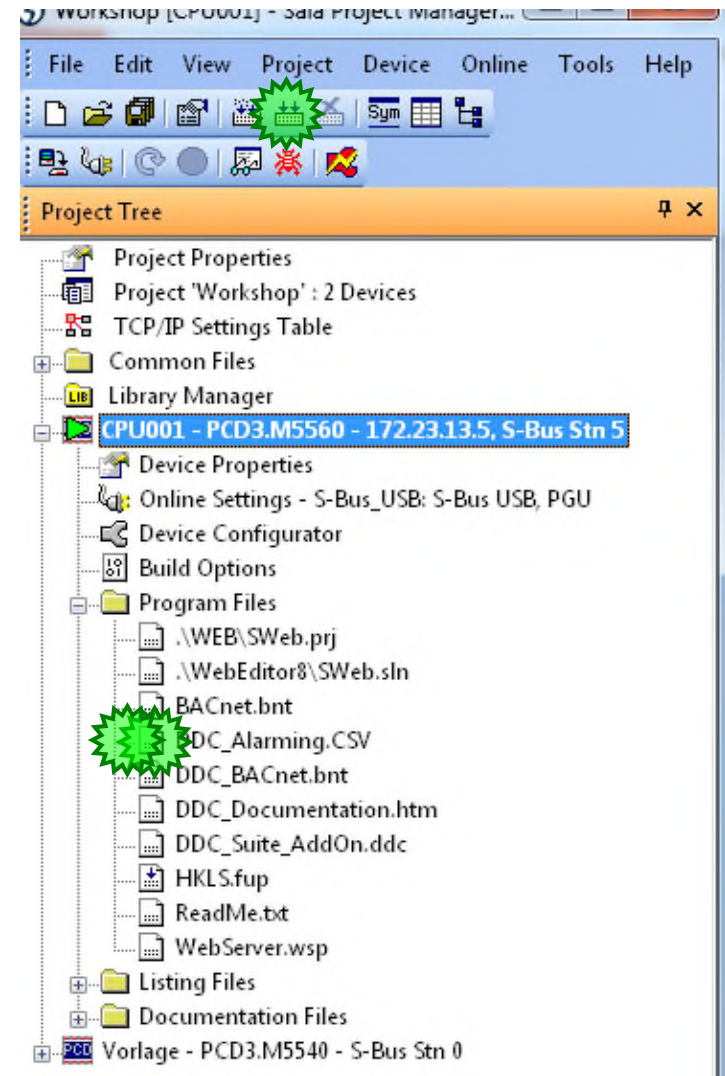 Workshop [CPU001] - Saia Project Manager...
File Edit View Project Device Online Tools Help
Sym
Project Tree
Project Properties
Project 'Workshop' : 2 Devices
TCP/IP Settings Table
Common Files
LIB Library Manager
CPU001 - PCD3.M5560 - 172.23.13.5, S-Bus Stn 5
Device Properties
Online Settings - S-Bus_USB: S-Bus USB, PGU
Device Configurator
Build Options
Program Files
.\WEB\SWeb.prj
.\WebEditor8\SWeb.sln
BACnet.bnt
DDC_Alarming.CSV
DDC_BACnet.bnt
DDC_Documentation.htm
DDC_Suite_AddOn.ddc
HKLS.fup
ReadMe.txt
WebServer.wsp
Listing Files
Documentation Files
PCD Vorlage - PCD3.M5540 - S-Bus Stn 0